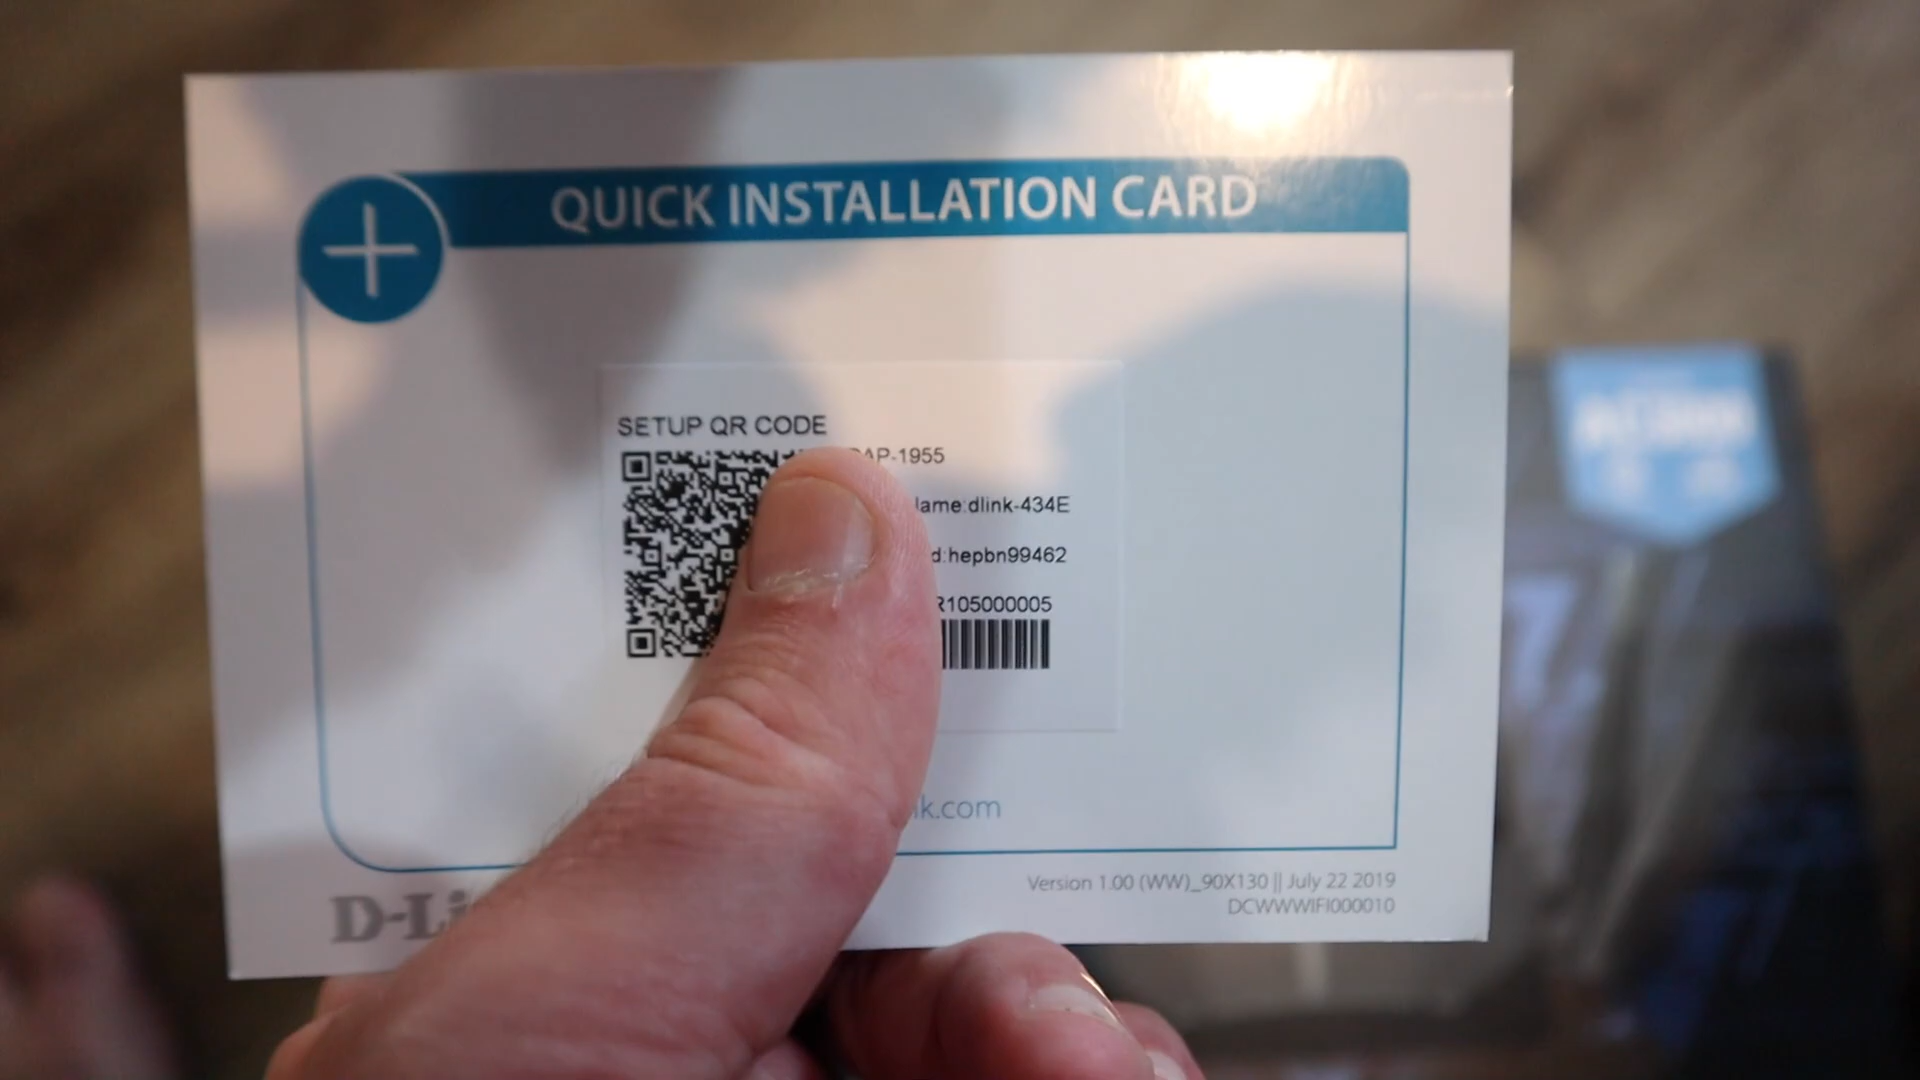 QUICK INSTALLATION CARD
SETUP QR CODE
DAP-1955
lame:dlink-434E
d:hepbn99462
R105000005
lk.com
Version 1.00 (WW)_90X130 || July 22 2019
DCWWWIFI000010
D-Li